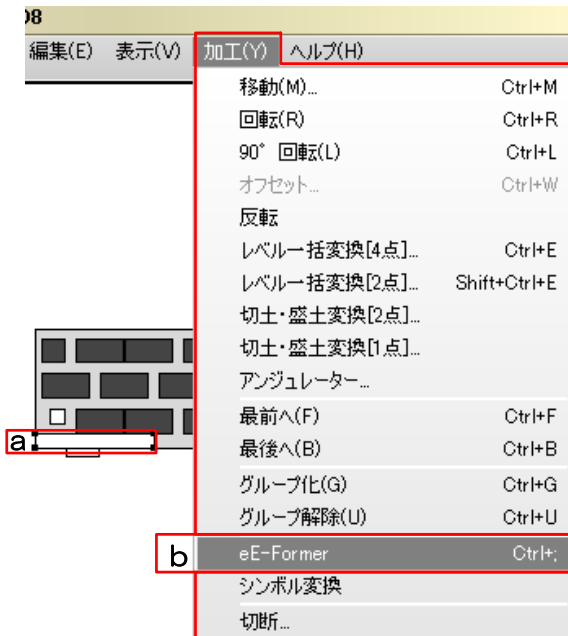 08
編集(E) 表示(V) 加工(Y) ヘルプ(H)
移動(M)... Ctrl+M
回転(R) Ctrl+R
90° 回転(L) Ctrl+L
オフセット... Ctrl+W
反転
レベル一括変換[4点]... Ctrl+E
レベル一括変換[2点]... Shift+Ctrl+E
切土・盛土変換[2点]...
切土・盛土変換[1点]...
アンジュレーター...
最前へ(F) Ctrl+F
最後へ(B) Ctrl+B
グループ化(G) Ctrl+G
グループ解除(U) Ctrl+U
a
b eE-Former Ctrl+;
シンボル変換
切断...